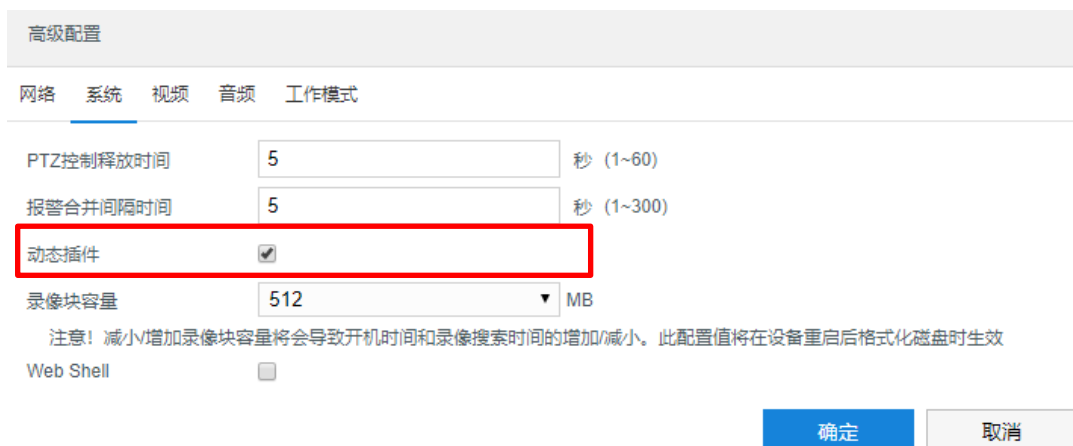 高级配置
网络 系统 视频 音频 工作模式
PTZ控制释放时间 5 秒 (1~60)
报警合并间隔时间 5 秒 (1~300)
动态插件
录像块容量 512 MB
注意！减小/增加录像块容量将会导致开机时间和录像搜索时间的增加/减小。此配置值将在设备重启后格式化磁盘时生效
Web Shell
确定 取消